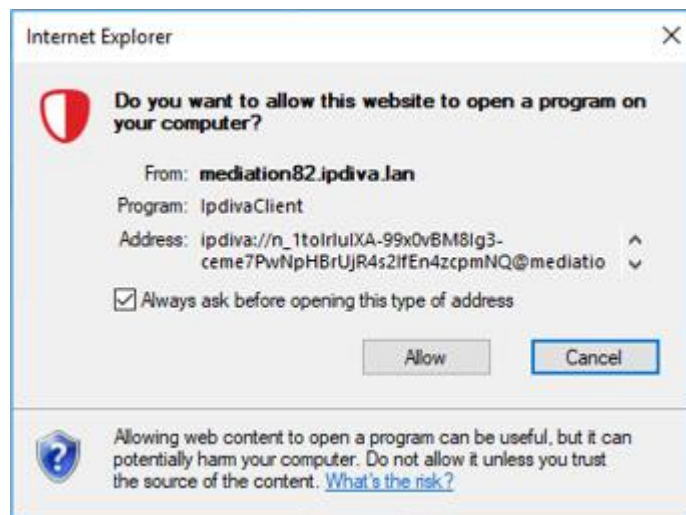 Internet Explorer
Do you want to allow this website to open a program on
your computer?
From: mediation82.ipdiva.lan
Program: IpdivaClient
Address: ipdiva://n_1toIrIuIXA-99x0vBM8Ig3-
ceme7PwNpHBrUjR4s2IfEn4zcpmNQ@mediatio
Always ask before opening this type of address
Allow
Cancel
Allowing web content to open a program can be useful, but it can
potentially harm your computer. Do not allow it unless you trust
the source of the content. What's the risk?